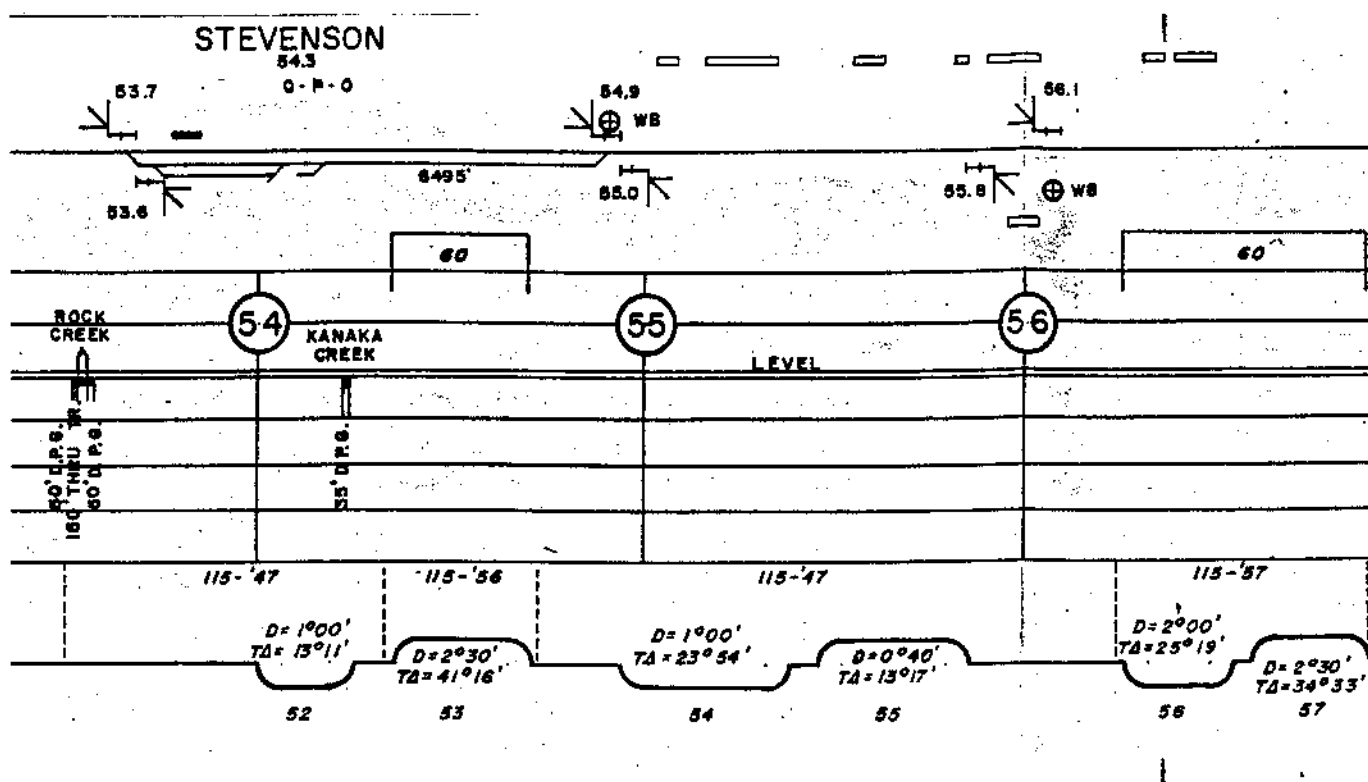 STEVENSON
54.3
O-P-O
53.7
54.9
WB
56.1
6495'
53.6
55.0
55.8
WB
60
60
ROCK
CREEK
54
KANAKA
CREEK
55
56
LEVEL
160' THRU TR.
60' D.P.G.
35' D.P.G.
115-'47
115-'56
115-'47
115-'57
D=1°00'
TΔ=13°11'
D=2°30'
TΔ=41°16'
D=1°00'
TΔ=23°54'
D=0°40'
TΔ=13°17'
D=2°00'
TΔ=25°19'
D=2°30'
TΔ=34°33'
52
53
54
55
56
57